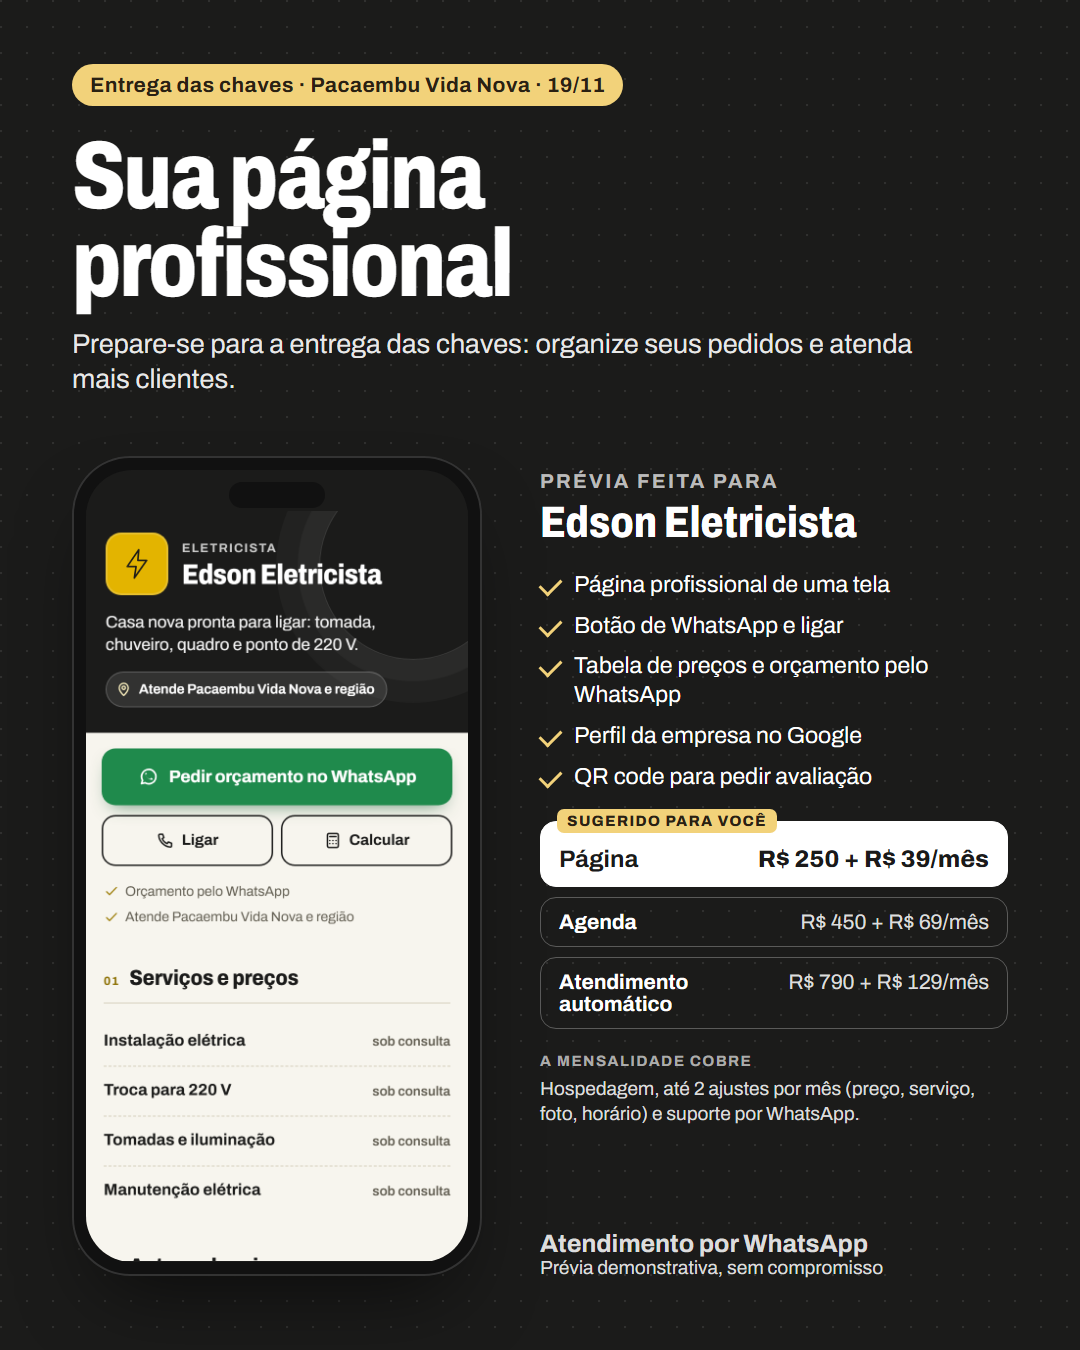 Entrega das chaves · Pacaembu Vida Nova · 19/11
Sua página
profissional
Prepare-se para a entrega das chaves: organize seus pedidos e atenda
mais clientes.
ELETRICISTA
Edson Eletricista
Casa nova pronta para ligar: tomada,
chuveiro, quadro e ponto de 220 V.
Atende Pacaembu Vida Nova e região
Pedir orçamento no WhatsApp
Ligar
Calcular
Orçamento pelo WhatsApp
Atende Pacaembu Vida Nova e região
01 Serviços e preços
Instalação elétrica sob consulta
Troca para 220 V sob consulta
Tomadas e iluminação sob consulta
Manutenção elétrica sob consulta
PRÉVIA FEITA PARA
Edson Eletricista
Página profissional de uma tela
Botão de WhatsApp e ligar
Tabela de preços e orçamento pelo
WhatsApp
Perfil da empresa no Google
QR code para pedir avaliação
SUGERIDO PARA VOCÊ
Página R$ 250 + R$ 39/mês
Agenda R$ 450 + R$ 69/mês
Atendimento R$ 790 + R$ 129/mês
automático
A MENSALIDADE COBRE
Hospedagem, até 2 ajustes por mês (preço, serviço,
foto, horário) e suporte por WhatsApp.
Atendimento por WhatsApp
Prévia demonstrativa, sem compromisso